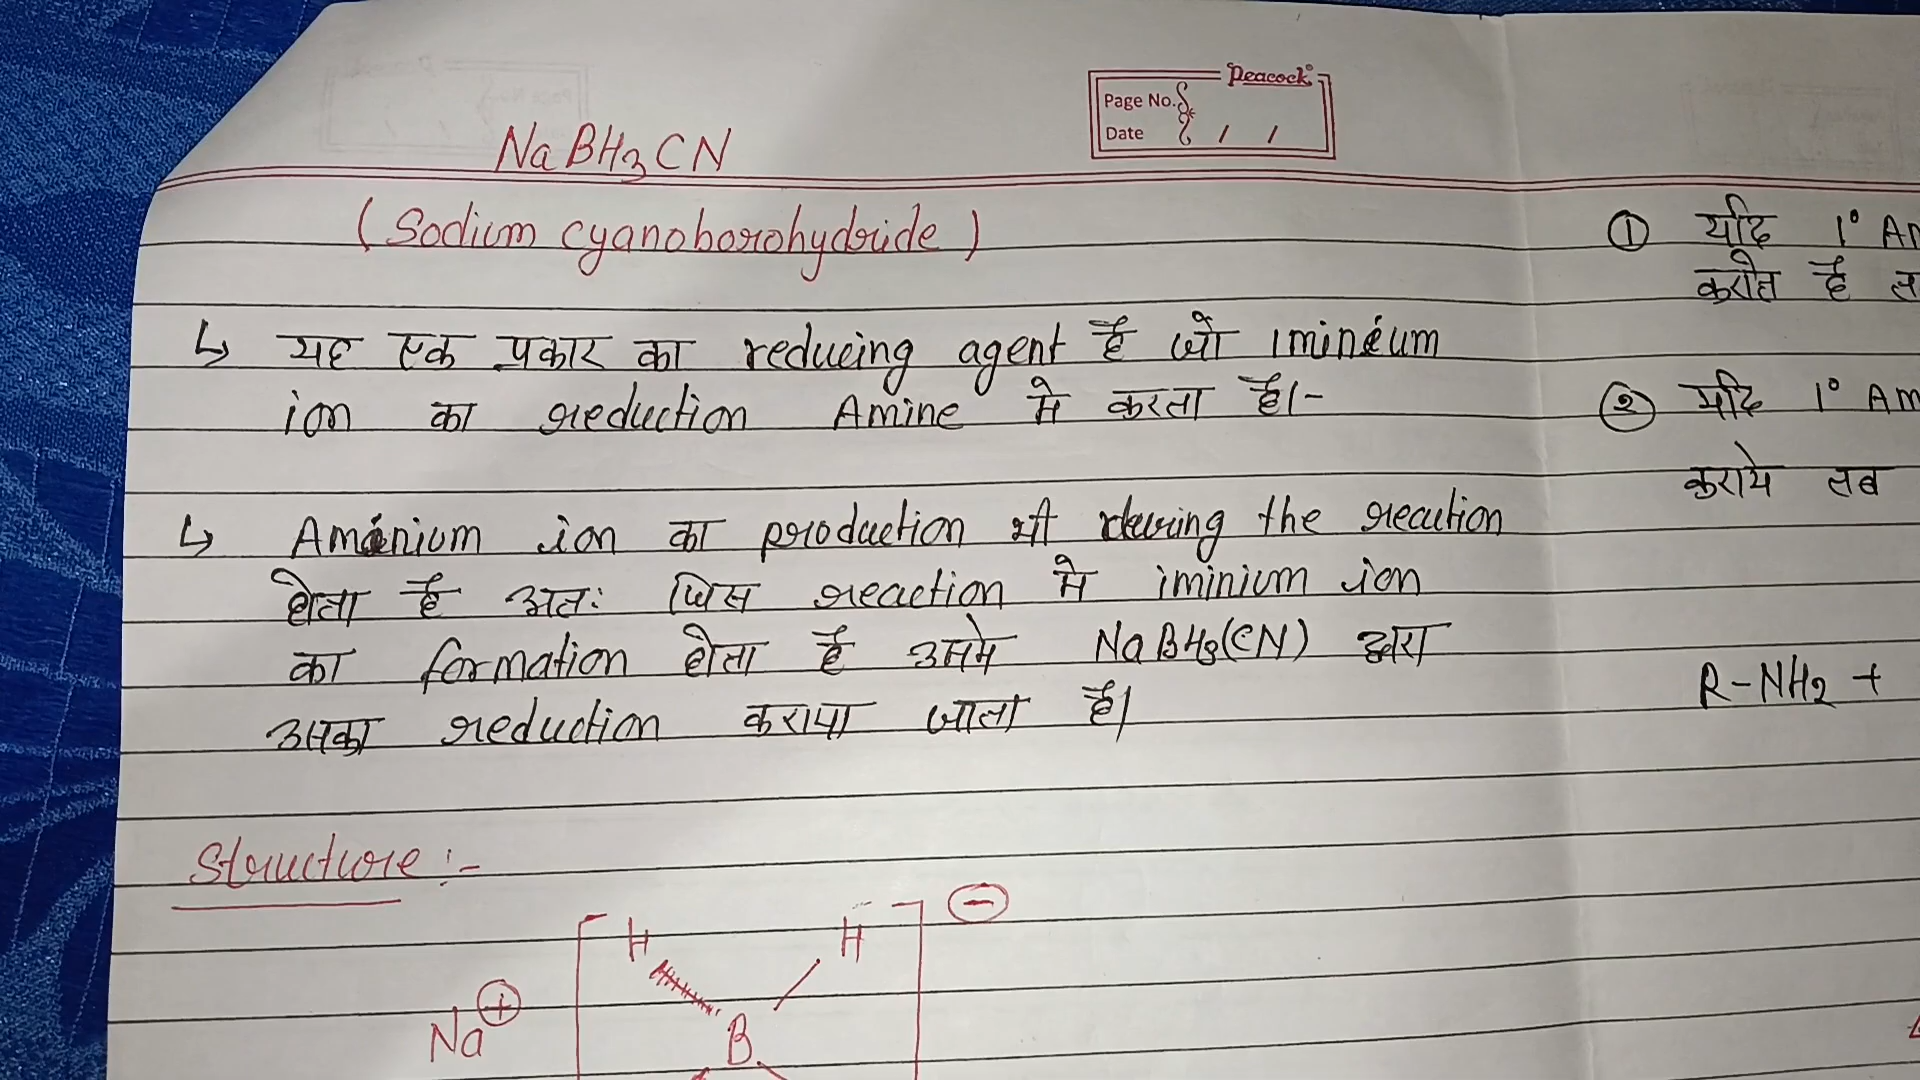 Peacock
Page No.
Date / /
NaBH3CN
(Sodium cyanoborohydride)
↳ यह एक प्रकार का reducing agent है जो iminium
ion का reduction Amine मे करता है।-
↳ Aminium ion का production भी during the reaction
होता है अतः जिस reaction मे iminium ion
का formation होता है उसमे NaBH3(CN) द्वारा
उसका reduction कराया जाता है।
Structure :-
H H
Na⊕ B ⊖
① यदि 1° Am
कराते है त
② यदि 1° Am
कराये तब
R-NH2 +